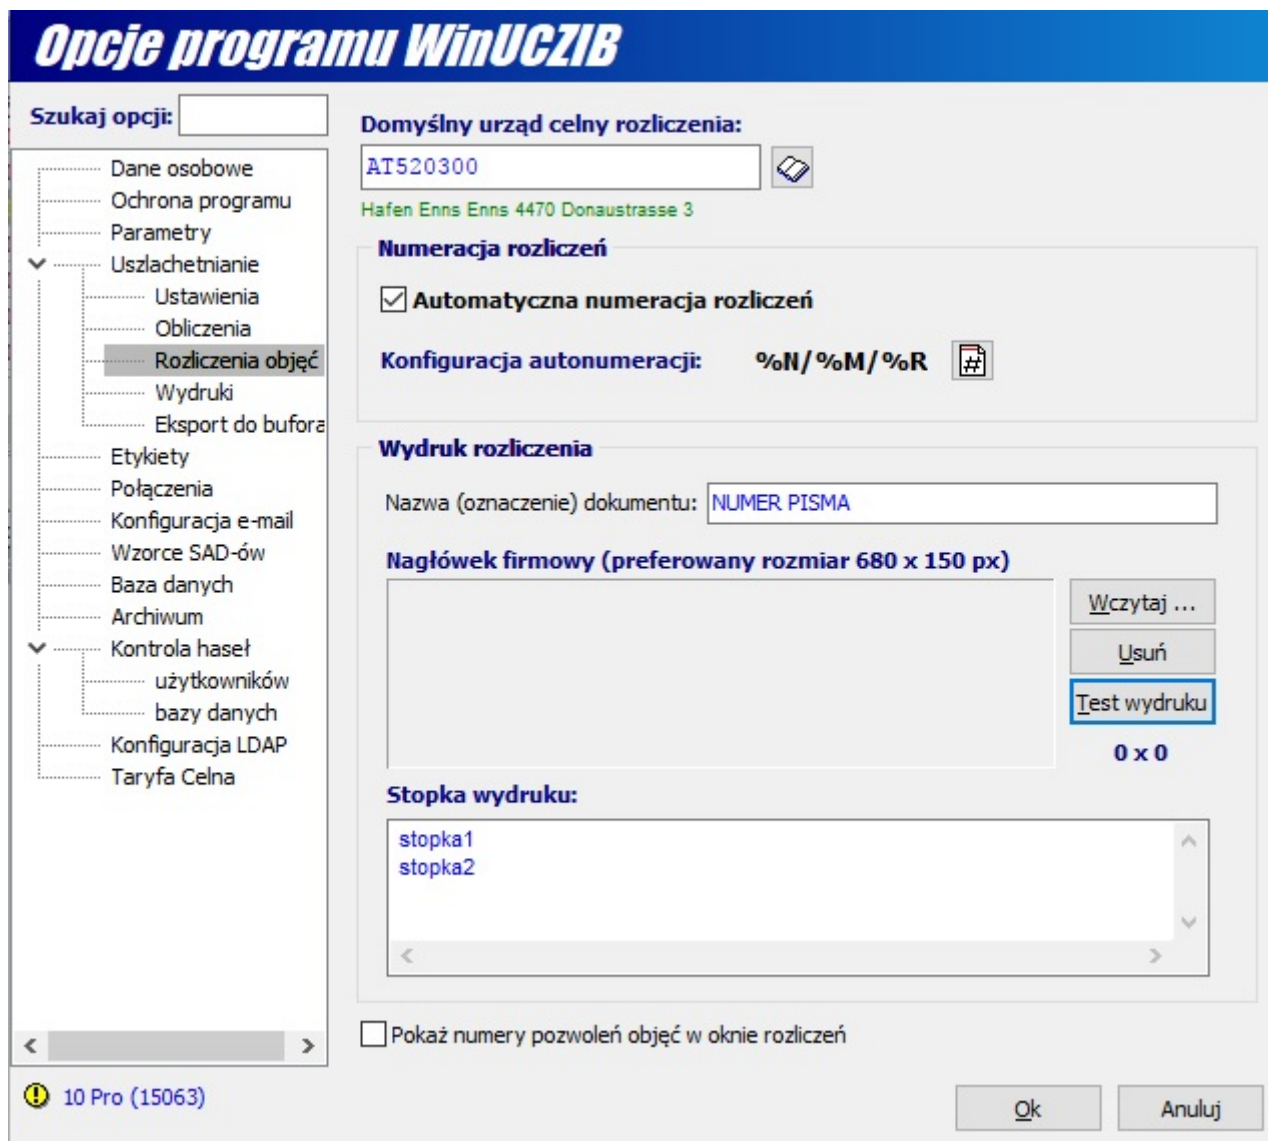 Opcje programu WinUCZIB
Szukaj opcji:
Dane osobowe
Ochrona programu
Parametry
Uszlachetnianie
Ustawienia
Obliczenia
Rozliczenia objęć
Wydruki
Eksport do bufora
Etykiety
Połączenia
Konfiguracja e-mail
Wzorce SAD-ów
Baza danych
Archiwum
Kontrola haseł
użytkowników
bazy danych
Konfiguracja LDAP
Taryfa Celna
Domyślny urząd celny rozliczenia:
AT520300
Hafen Enns Enns 4470 Donaustrasse 3
Numeracja rozliczeń
Automatyczna numeracja rozliczeń
Konfiguracja autonumeracji: %N/%M/%R #
Wydruk rozliczenia
Nazwa (oznaczenie) dokumentu: NUMER PISMA
Nagłówek firmowy (preferowany rozmiar 680 x 150 px)
Wczytaj ...
Usuń
Test wydruku
0 x 0
Stopka wydruku:
stopka1
stopka2
Pokaż numery pozwoleń objęć w oknie rozliczeń
10 Pro (15063)
Ok Anuluj